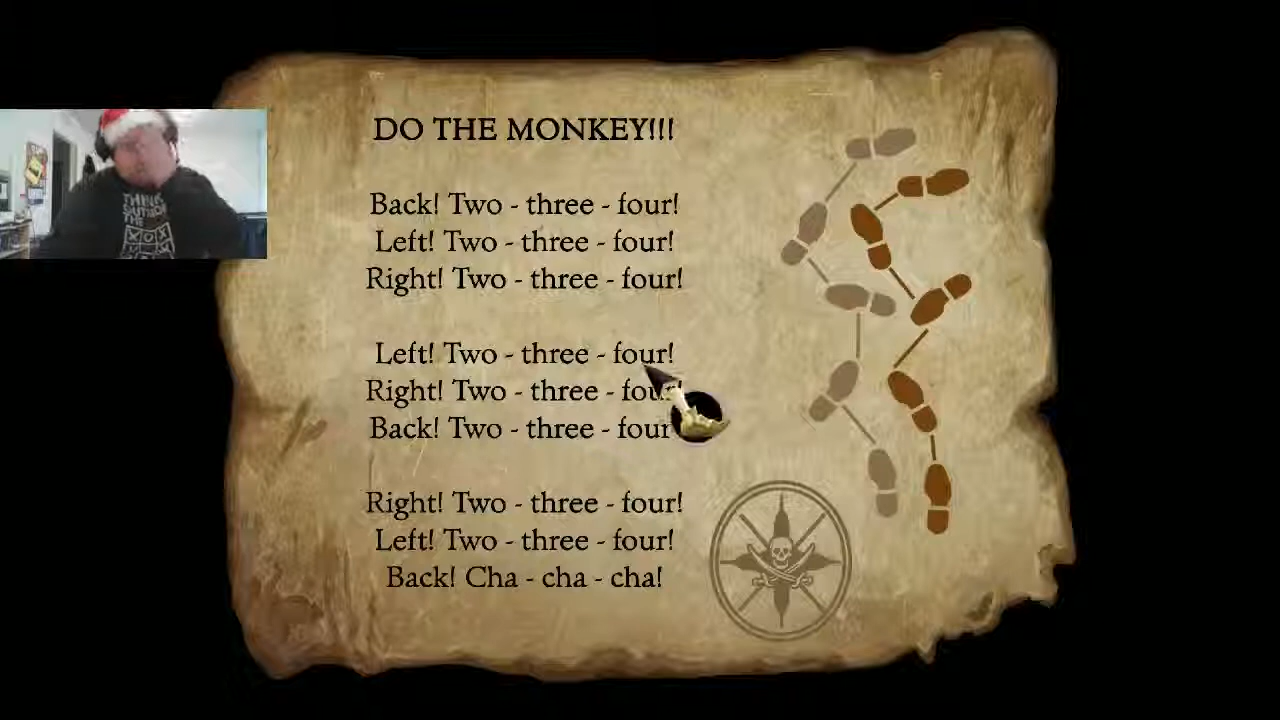 DO THE MONKEY!!!
Back! Two - three - four!
Left! Two - three - four!
Right! Two - three - four!
Left! Two - three - four!
Right! Two - three - four!
Back! Two - three - four
Right! Two - three - four!
Left! Two - three - four!
Back! Cha - cha - cha!